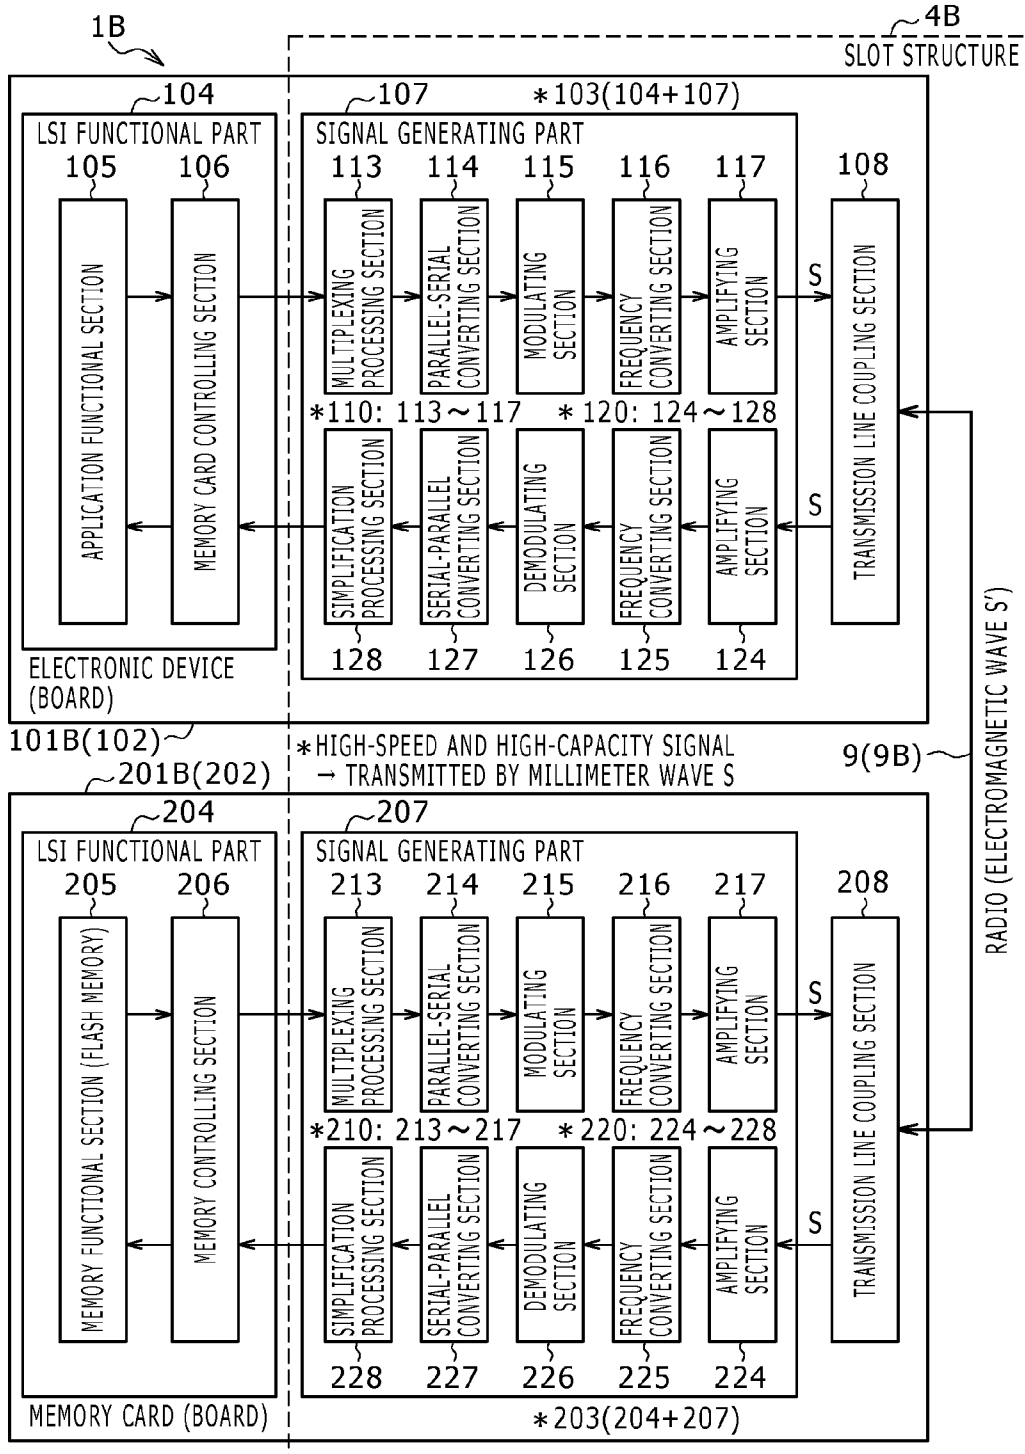 1B
4B
SLOT STRUCTURE
104
107
*103(104+107)
LSI FUNCTIONAL PART
SIGNAL GENERATING PART
105
106
113
114
115
116
117
108
APPLICATION FUNCTIONAL SECTION
MEMORY CARD CONTROLLING SECTION
MULTIPLEXING
PROCESSING SECTION
PARALLEL-SERIAL
CONVERTING SECTION
MODULATING
SECTION
FREQUENCY
CONVERTING SECTION
AMPLIFYING
SECTION
S
TRANSMISSION LINE COUPLING SECTION
*110: 113~117
*120: 124~128
SIMPLIFICATION
PROCESSING SECTION
SERIAL-PARALLEL
CONVERTING SECTION
DEMODULATING
SECTION
FREQUENCY
CONVERTING SECTION
AMPLIFYING
SECTION
S
128
127
126
125
124
ELECTRONIC DEVICE
(BOARD)
101B(102)
*HIGH-SPEED AND HIGH-CAPACITY SIGNAL
→ TRANSMITTED BY MILLIMETER WAVE S
9(9B)
RADIO (ELECTROMAGNETIC WAVE S')
201B(202)
204
207
LSI FUNCTIONAL PART
SIGNAL GENERATING PART
205
206
213
214
215
216
217
208
MEMORY FUNCTIONAL SECTION (FLASH MEMORY)
MEMORY CONTROLLING SECTION
MULTIPLEXING
PROCESSING SECTION
PARALLEL-SERIAL
CONVERTING SECTION
MODULATING
SECTION
FREQUENCY
CONVERTING SECTION
AMPLIFYING
SECTION
S
TRANSMISSION LINE COUPLING SECTION
*210: 213~217
*220: 224~228
SIMPLIFICATION
PROCESSING SECTION
SERIAL-PARALLEL
CONVERTING SECTION
DEMODULATING
SECTION
FREQUENCY
CONVERTING SECTION
AMPLIFYING
SECTION
S
228
227
226
225
224
MEMORY CARD (BOARD)
*203(204+207)